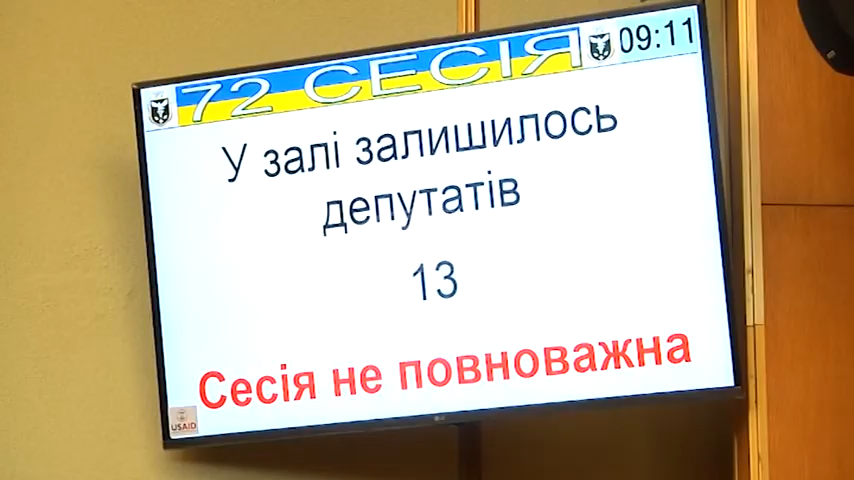 72 СЕСІЯ
09:11
У залі залишилось
депутатів
13
Сесія не повноважна
USAID
LG